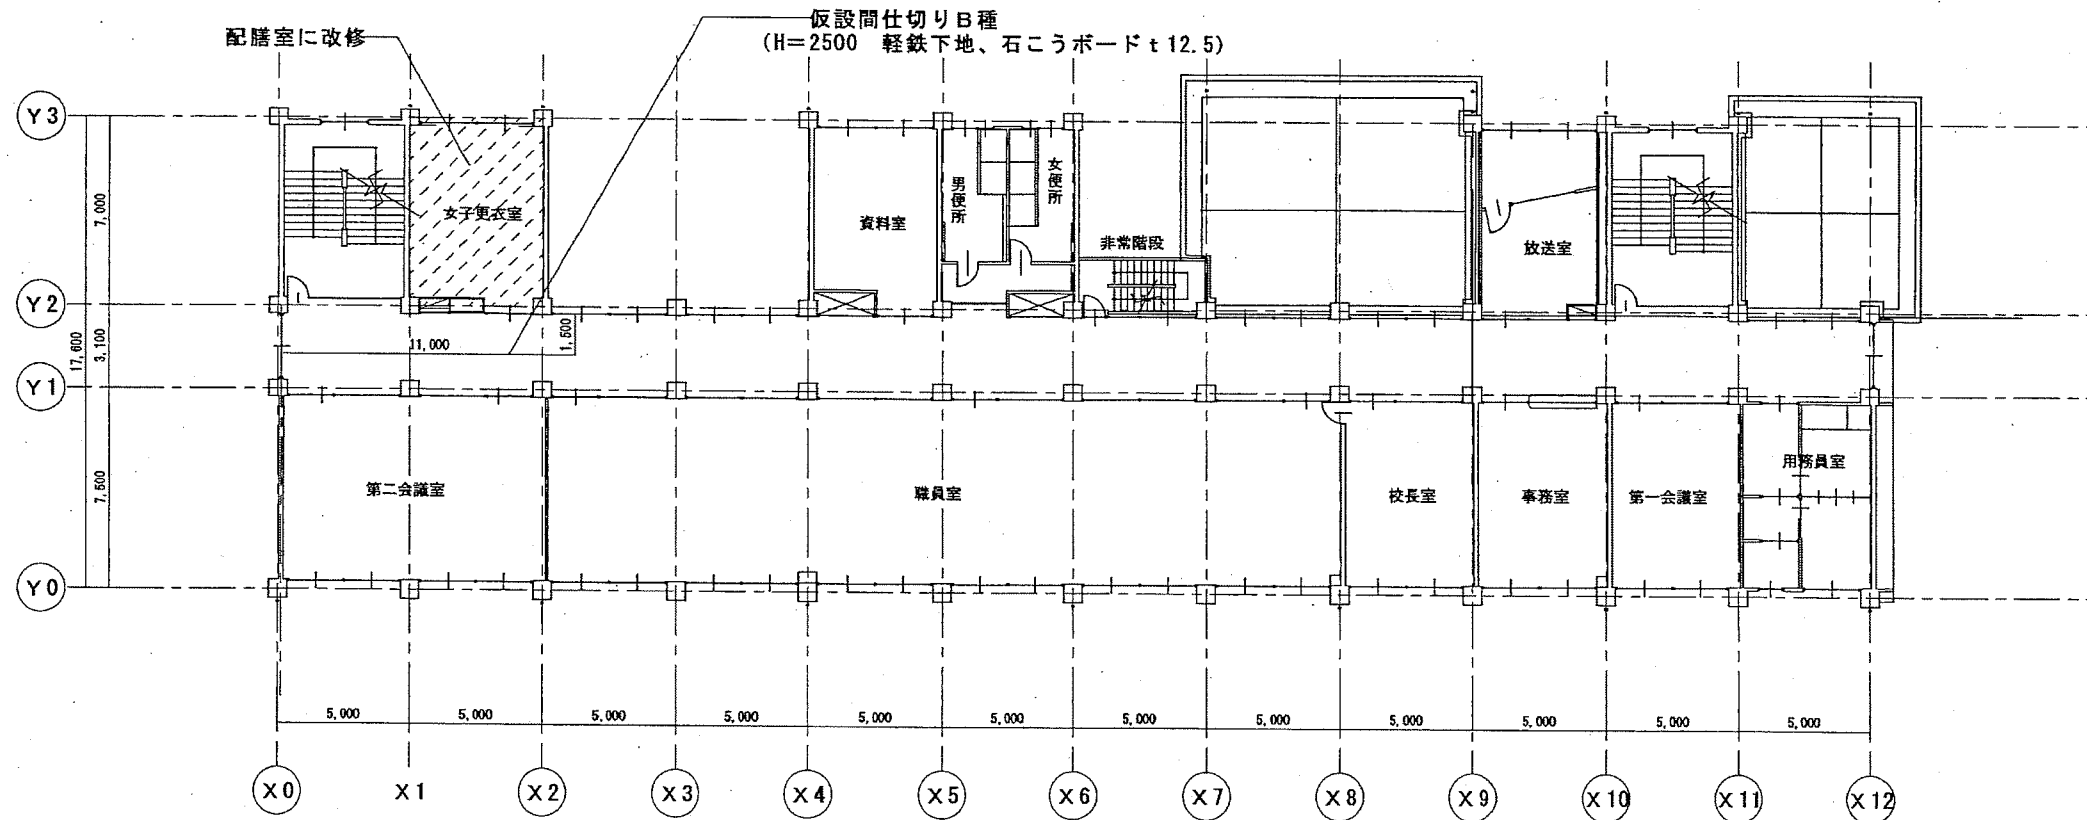 仮設間仕切りB種
(H=2500 軽鉄下地、石こうボードt12.5)
配膳室に改修
Y3
Y2
Y1
Y0
7,000
3,100
17,600
7,500
女子更衣室
資料室
男便所
女便所
非常階段
放送室
11,000
1,500
第二会議室
職員室
校長室
事務室
第一会議室
用務員室
5,000 5,000 5,000 5,000 5,000 5,000 5,000 5,000 5,000 5,000 5,000 5,000
X0 X1 X2 X3 X4 X5 X6 X7 X8 X9 X10 X11 X12